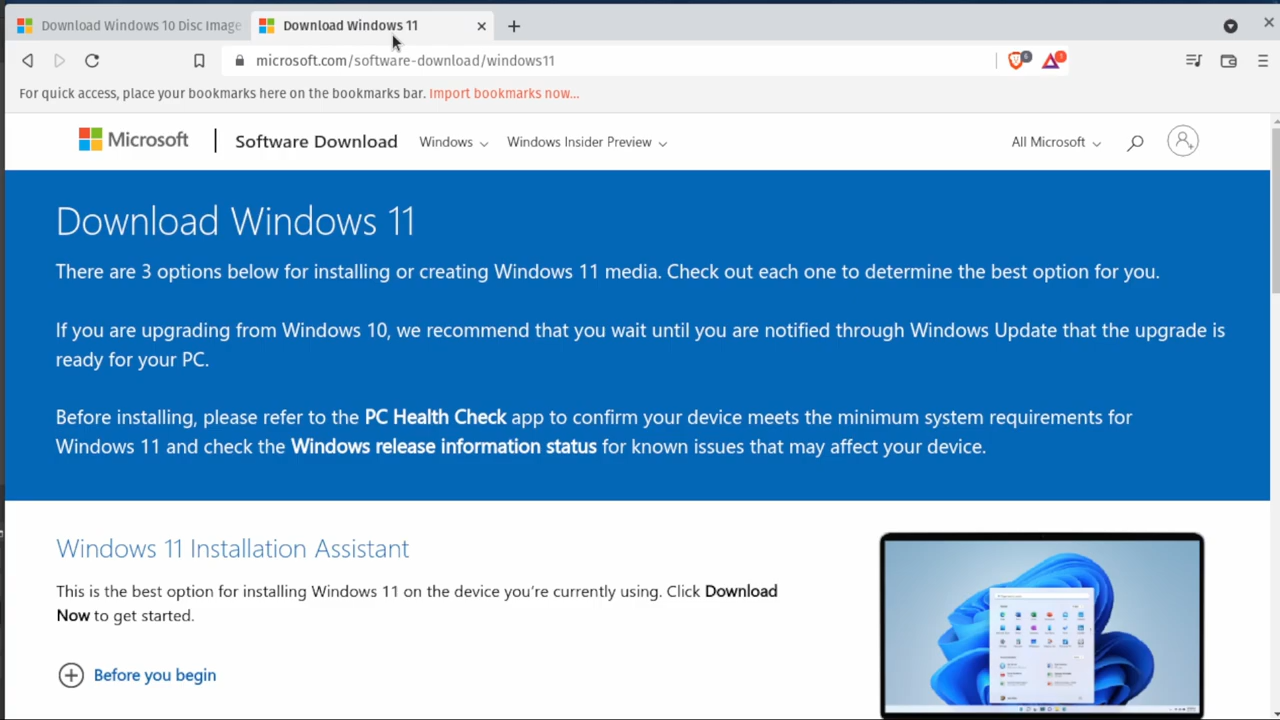 Download Windows 10 Disc Image
Download Windows 11
microsoft.com/software-download/windows11
6
1
For quick access, place your bookmarks here on the bookmarks bar. Import bookmarks now...
Microsoft
Software Download
Windows
Windows Insider Preview
All Microsoft
Download Windows 11
There are 3 options below for installing or creating Windows 11 media. Check out each one to determine the best option for you.
If you are upgrading from Windows 10, we recommend that you wait until you are notified through Windows Update that the upgrade is
ready for your PC.
Before installing, please refer to the PC Health Check app to confirm your device meets the minimum system requirements for
Windows 11 and check the Windows release information status for known issues that may affect your device.
Windows 11 Installation Assistant
This is the best option for installing Windows 11 on the device you're currently using. Click Download
Now to get started.
Before you begin